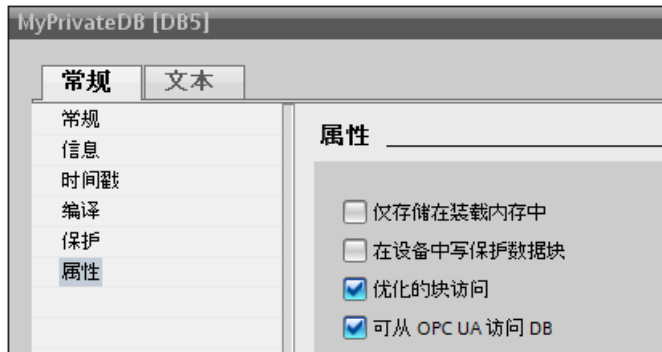 MyPrivateDB [DB5]
常规 文本
常规
信息
时间戳
编译
保护
属性
属性
仅存储在装载内存中
在设备中写保护数据块
优化的块访问
可从 OPC UA 访问 DB